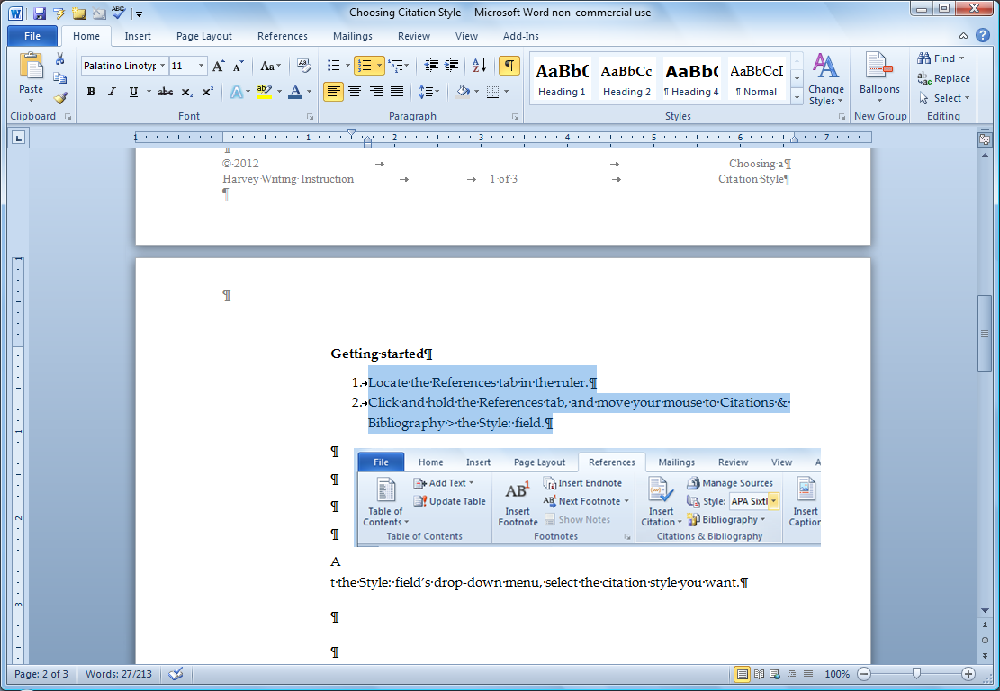 Choosing Citation Style - Microsoft Word non-commercial use
File Home Insert Page Layout References Mailings Review View Add-Ins
Paste
Clipboard
Palatino Linotyp 11
B I U abc x₂ x²
Font
Paragraph
AaBbC AaBbCcI AaBbC AaBbCcI
Heading 1 Heading 2 ¶ Heading 4 ¶ Normal
Change Styles
Styles
Balloons
New Group
Find
Replace
Select
Editing
1 1 2 3 4 5 6 7
© 2012 Choosing a¶
Harvey Writing Instruction 1 of 3 Citation Style¶
¶
¶
Getting started¶
1. Locate the References tab in the ruler.¶
2. Click and hold the References tab, and move your mouse to Citations &
Bibliography > the Style: field.¶
¶
¶
¶
¶
File Home Insert Page Layout References Mailings Review View A
Table of Contents
Add Text
Update Table
Table of Contents
AB¹
Insert Footnote
Insert Endnote
Next Footnote
Show Notes
Footnotes
Insert Citation
Manage Sources
Style: APA Sixtl
Bibliography
Citations & Bibliography
Insert Caption
A
t the Style: field's drop-down menu, select the citation style you want.¶
¶
¶
1 1 2 3
Page: 2 of 3 Words: 27/213 100%